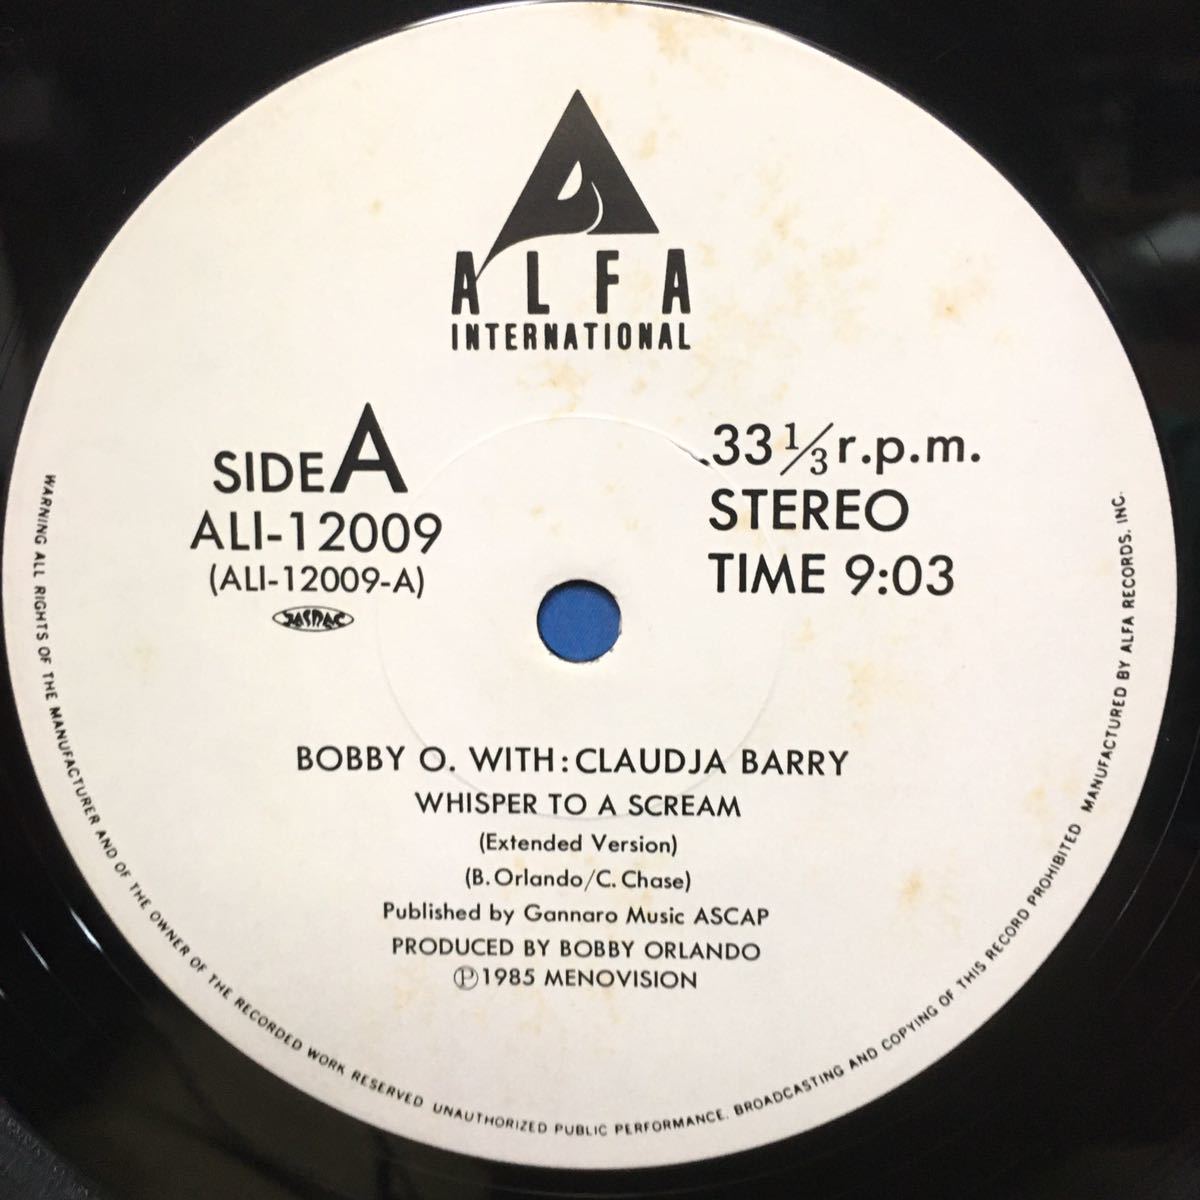 ALFA
INTERNATIONAL
SIDE A
ALI-12009
(ALI-12009-A)
JASRAC
33 1/3 r.p.m.
STEREO
TIME 9:03
BOBBY O. WITH: CLAUDJA BARRY
WHISPER TO A SCREAM
(Extended Version)
(B. Orlando/C. Chase)
Published by Gannaro Music ASCAP
PRODUCED BY BOBBY ORLANDO
Ⓟ1985 MENOVISION
WARNING ALL RIGHTS OF THE MANUFACTURER AND OF THE OWNER OF THE RECORDED WORK RESERVED UNAUTHORIZED PUBLIC PERFORMANCE. BROADCASTING AND COPYING OF THIS RECORD PROHIBITED MANUFACTURED BY ALFA RECORDS, INC.